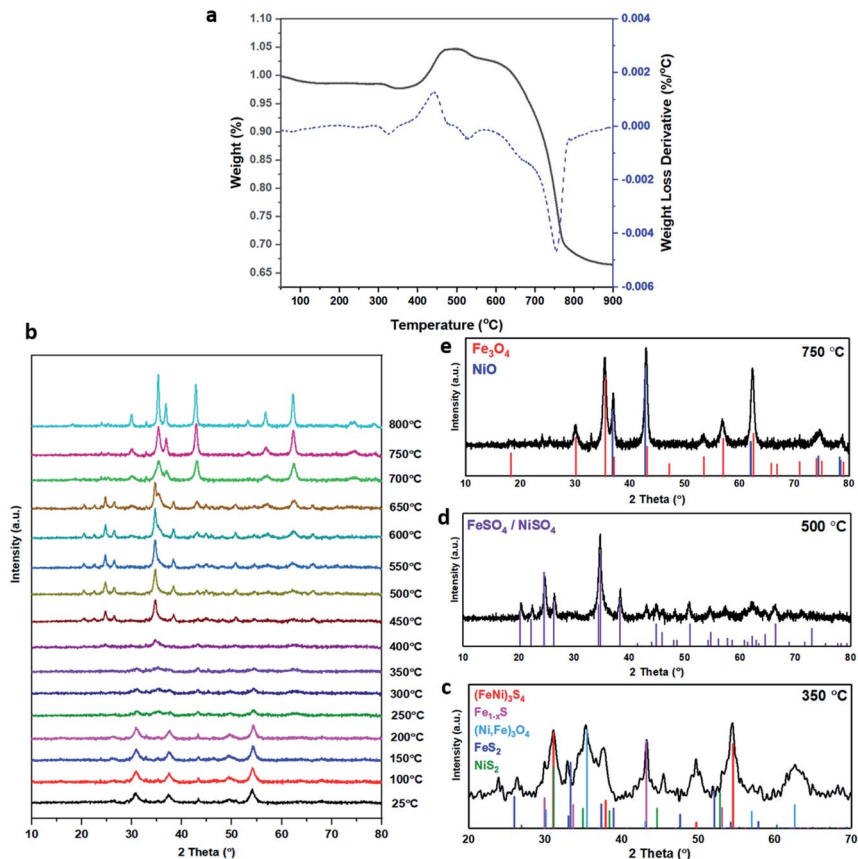 a
1.10
1.05
1.00
0.95
0.90
0.85
0.80
0.75
0.70
0.65
Weight (%)
0.004
0.002
0.000
-0.002
-0.004
-0.006
Weight Loss Derivative (%/°C)
100 200 300 400 500 600 700 800 900
Temperature (°C)
b
Intensity (a.u.)
800°C
750°C
700°C
650°C
600°C
550°C
500°C
450°C
400°C
350°C
300°C
250°C
200°C
150°C
100°C
25°C
10 20 30 40 50 60 70 80
2 Theta (°)
e
Fe₃O₄
NiO
750 °C
Intensity (a.u.)
10 20 30 40 50 60 70 80
2 Theta (°)
d
FeSO₄ / NiSO₄
500 °C
Intensity (a.u.)
10 20 30 40 50 60 70 80
2 Theta (°)
c
(FeNi)₃S₄
Fe₁₋ₓS
(Ni,Fe)₃O₄
FeS₂
NiS₂
350 °C
Intensity (a.u.)
20 30 40 50 60 70
2 Theta (°)